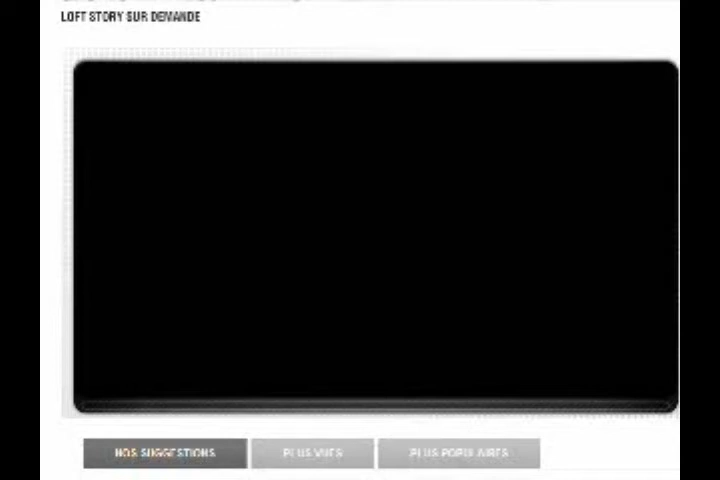 LOFT STORY SUR DEMANDE
NOS SUGGESTIONS
PLUS VUES
PLUS POPULAIRES